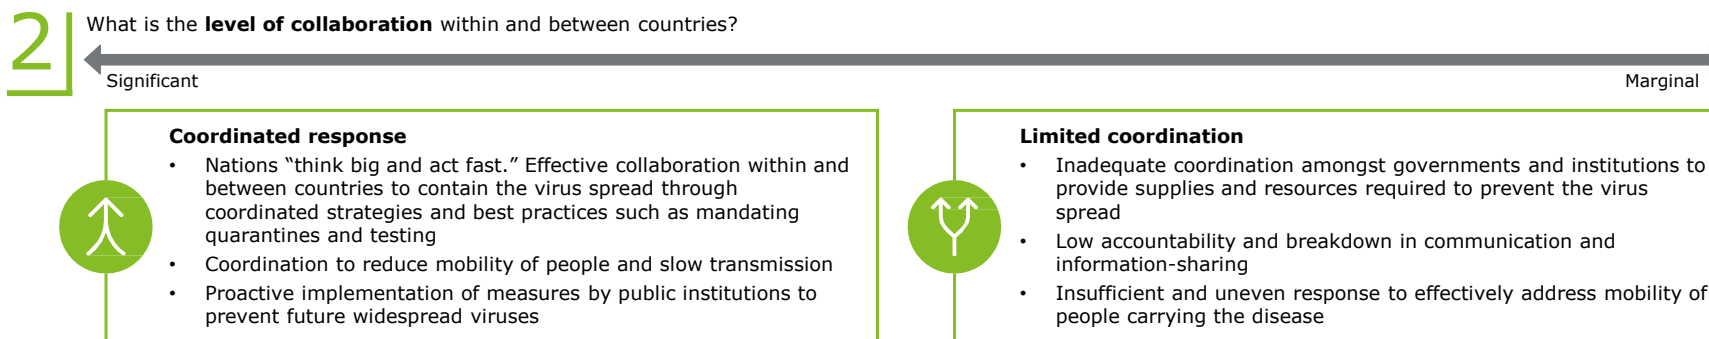 2
What is the level of collaboration within and between countries?
Significant
Marginal
Coordinated response
• Nations “think big and act fast.” Effective collaboration within and
between countries to contain the virus spread through
coordinated strategies and best practices such as mandating
quarantines and testing
• Coordination to reduce mobility of people and slow transmission
• Proactive implementation of measures by public institutions to
prevent future widespread viruses
Limited coordination
• Inadequate coordination amongst governments and institutions to
provide supplies and resources required to prevent the virus
spread
• Low accountability and breakdown in communication and
information-sharing
• Insufficient and uneven response to effectively address mobility of
people carrying the disease